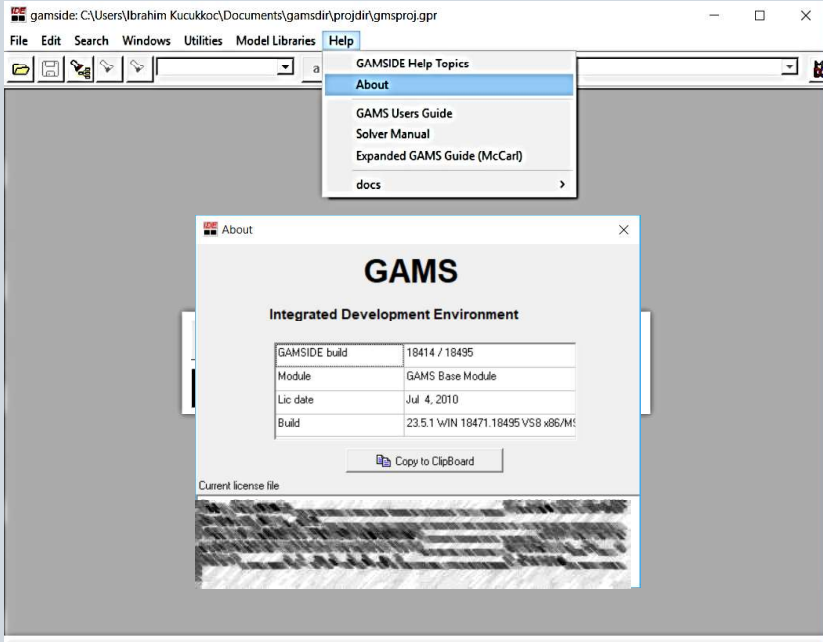 IDE gamside: C:\Users\Ibrahim Kucukkoc\Documents\gamsdir\projdir\gmsproj.gpr
File Edit Search Windows Utilities Model Libraries Help
a
GAMSIDE Help Topics
About
GAMS Users Guide
Solver Manual
Expanded GAMS Guide (McCarl)
docs
IDE About
GAMS
Integrated Development Environment
GAMSIDE build 18414 / 18495
Module GAMS Base Module
Lic date Jul 4, 2010
Build 23.5.1 WIN 18471.18495 VS8 x86/MS
Copy to ClipBoard
Current license file